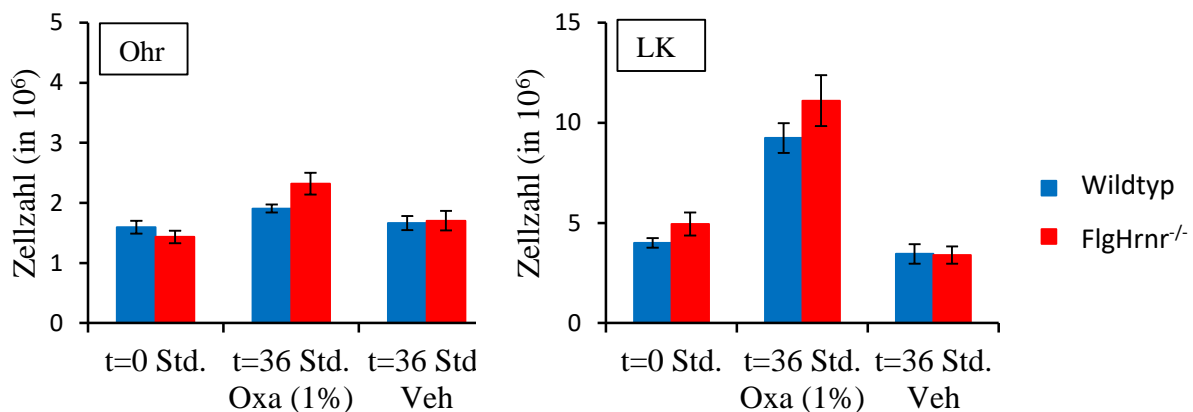 Ohr
Zellzahl (in 10⁶)
5
4
3
2
1
0
t=0 Std.
t=36 Std.
Oxa (1%)
t=36 Std
Veh
LK
Zellzahl (in 10⁶)
15
10
5
0
t=0 Std.
t=36 Std.
Oxa (1%)
t=36 Std.
Veh
Wildtyp
FlgHrnr⁻/⁻